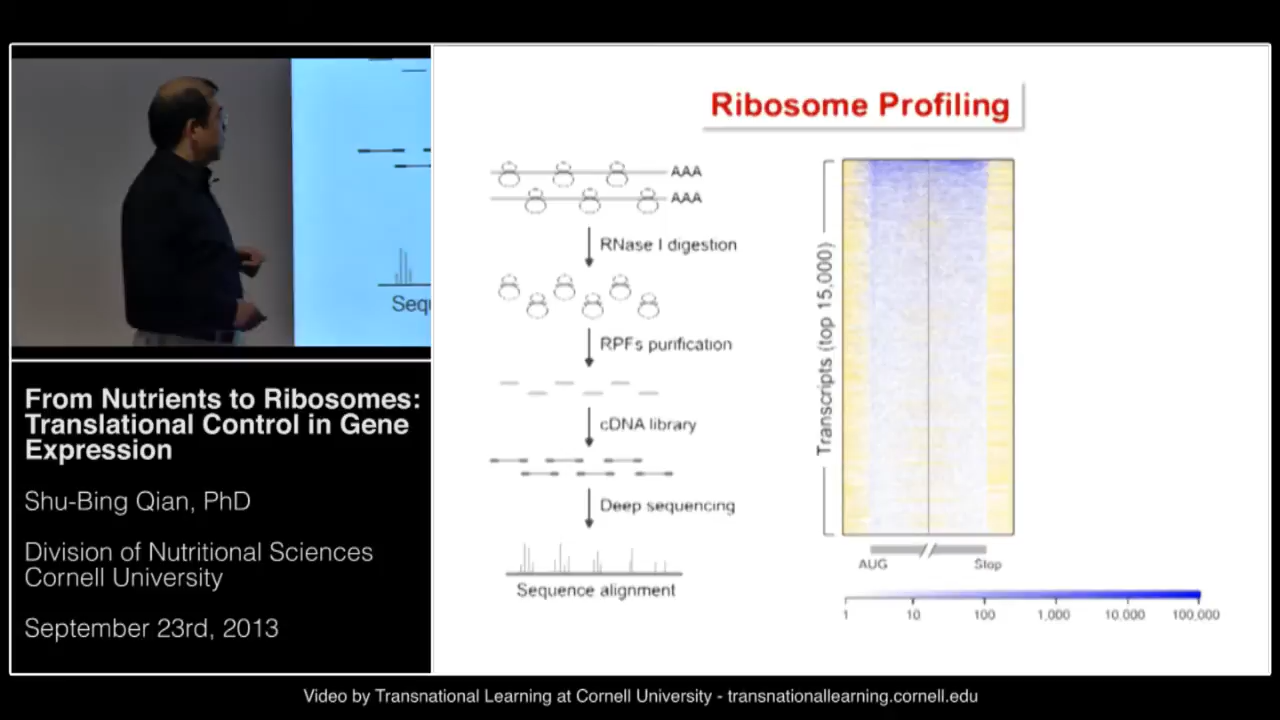 Ribosome Profiling
AAA
AAA
RNase I digestion
RPFs purification
cDNA library
Deep sequencing
Sequence alignment
Transcripts (top 15,000)
AUG
Stop
1
10
100
1,000
10,000
100,000
Sequ
From Nutrients to Ribosomes:
Translational Control in Gene
Expression
Shu-Bing Qian, PhD
Division of Nutritional Sciences
Cornell University
September 23rd, 2013
Video by Transnational Learning at Cornell University - transnationallearning.cornell.edu